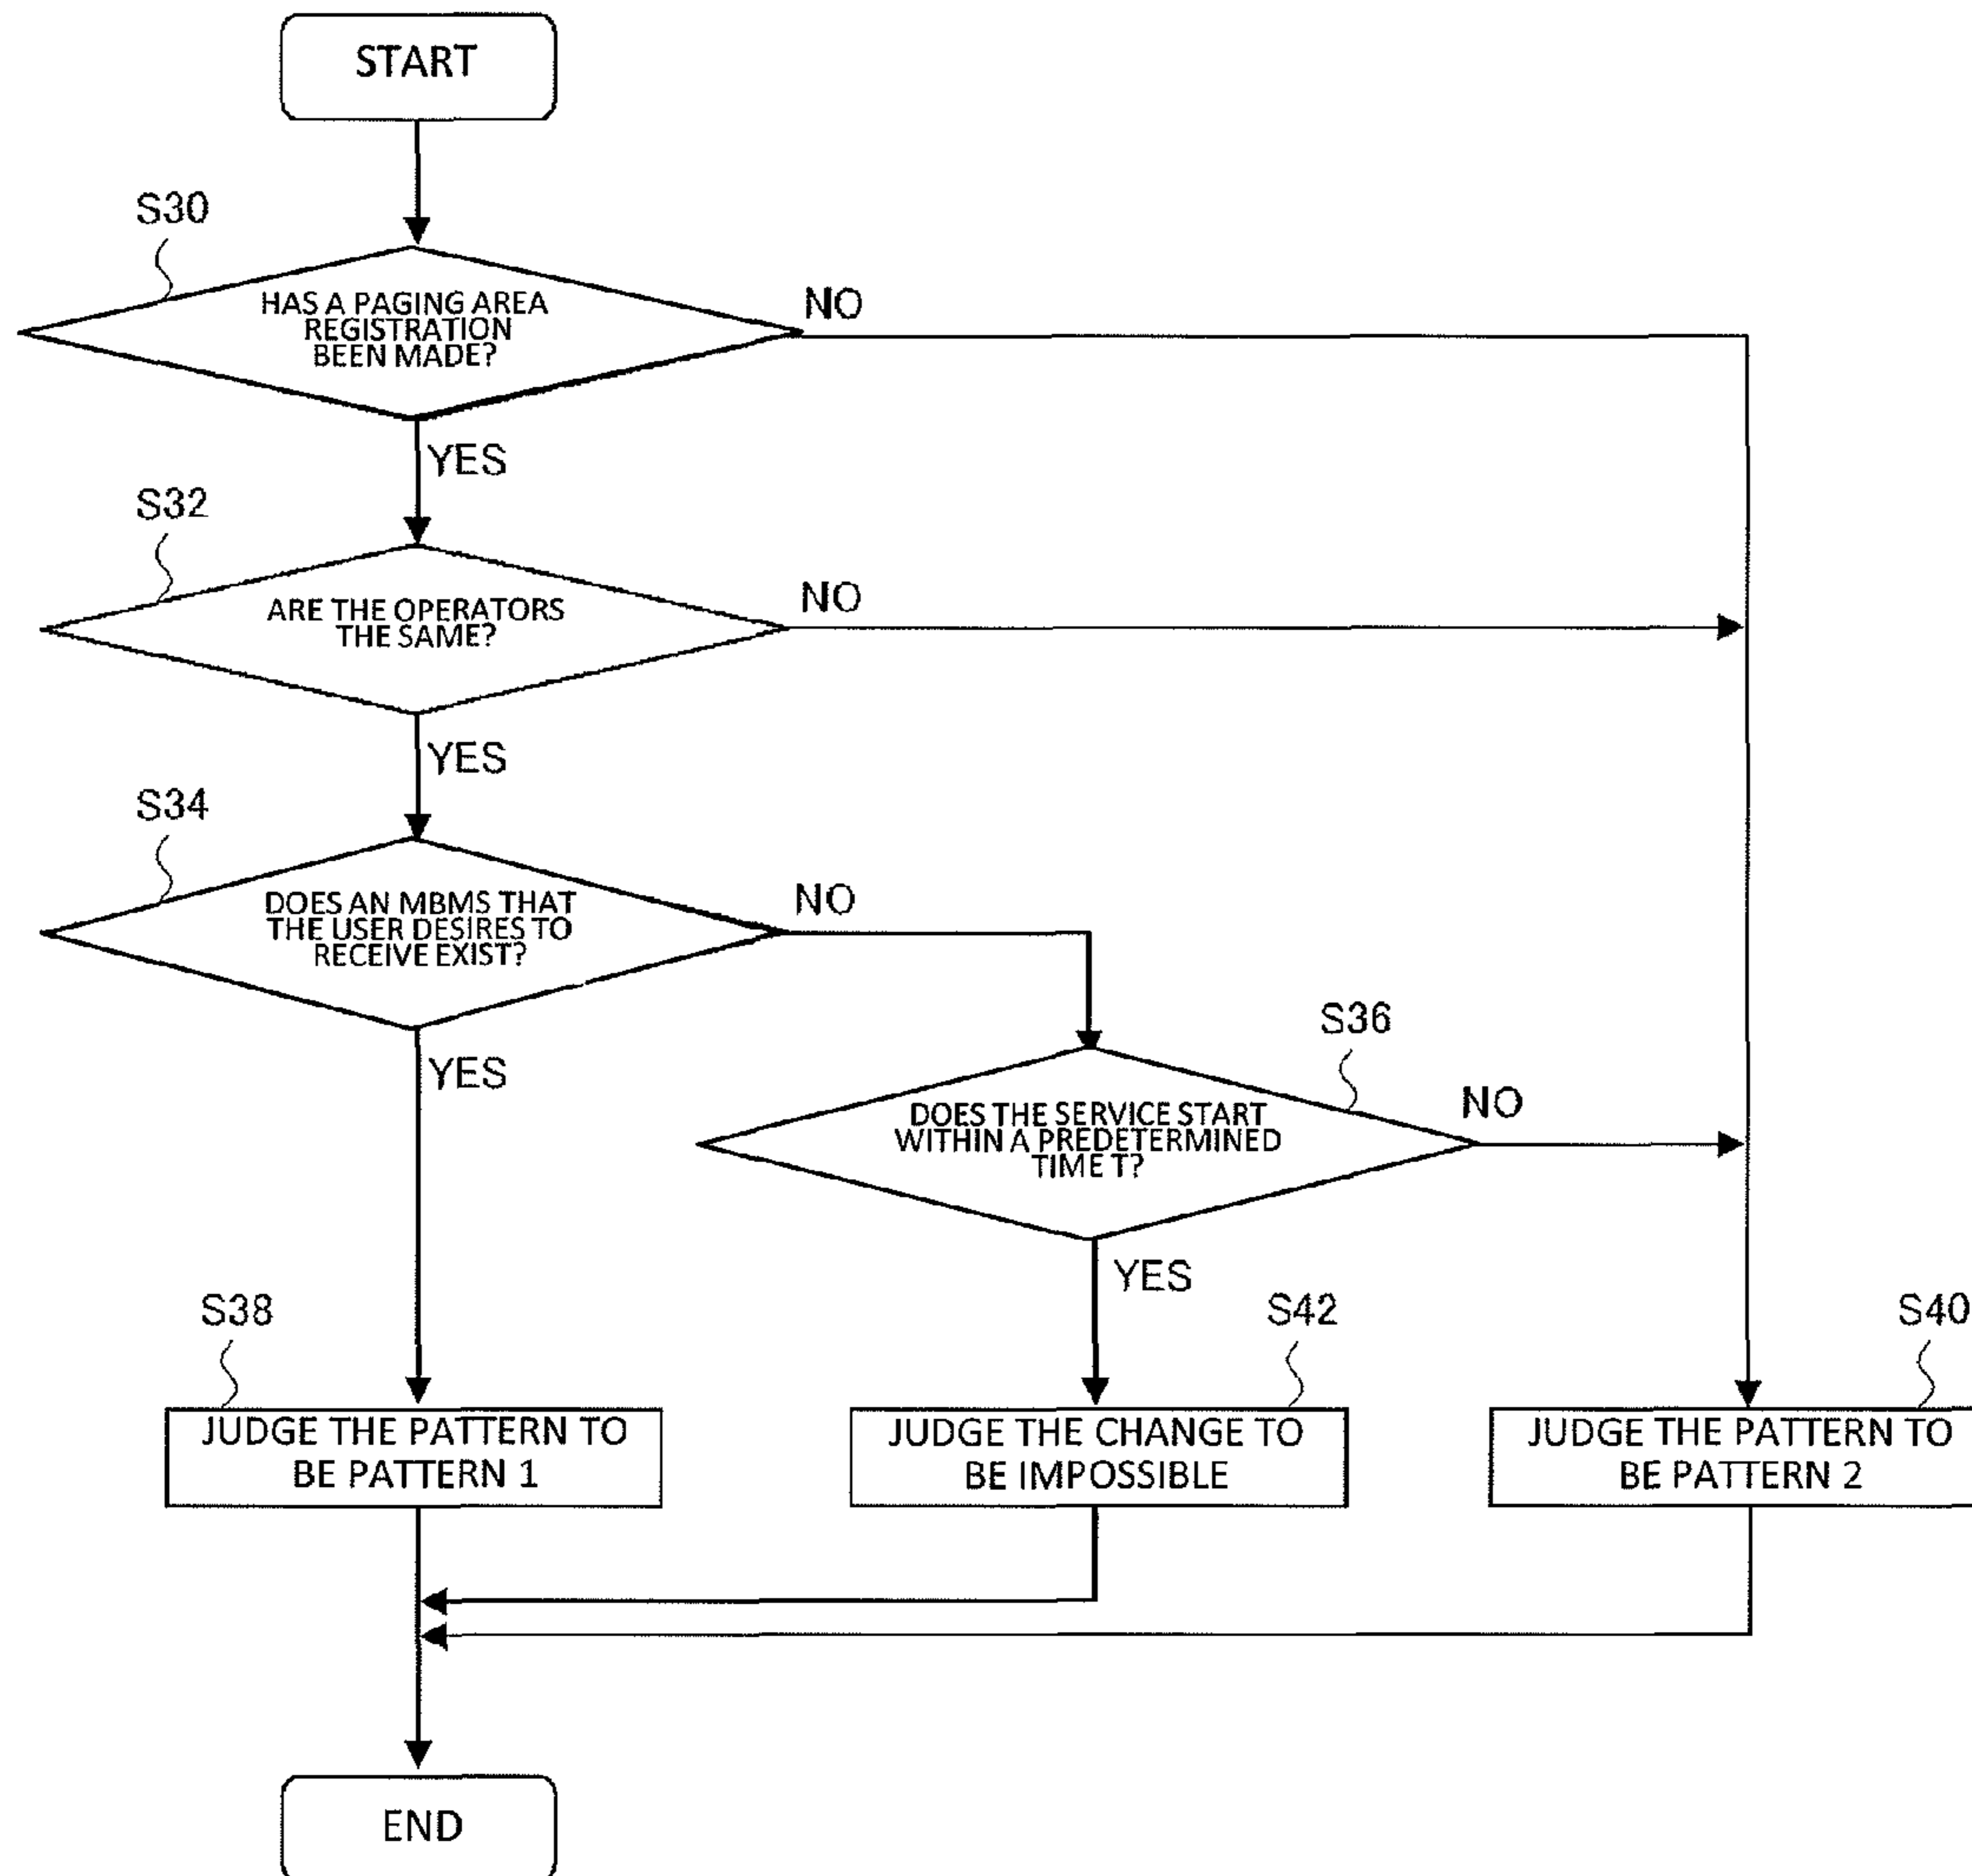 START
S30
HAS A PAGING AREA
REGISTRATION
BEEN MADE?
NO
YES
S32
ARE THE OPERATORS
THE SAME?
NO
YES
S34
DOES AN MBMS THAT
THE USER DESIRES TO
RECEIVE EXIST?
NO
YES
S36
DOES THE SERVICE START
WITHIN A PREDETERMINED
TIME T?
NO
YES
S38
JUDGE THE PATTERN TO
BE PATTERN 1
S42
JUDGE THE CHANGE TO
BE IMPOSSIBLE
S40
JUDGE THE PATTERN TO
BE PATTERN 2
END